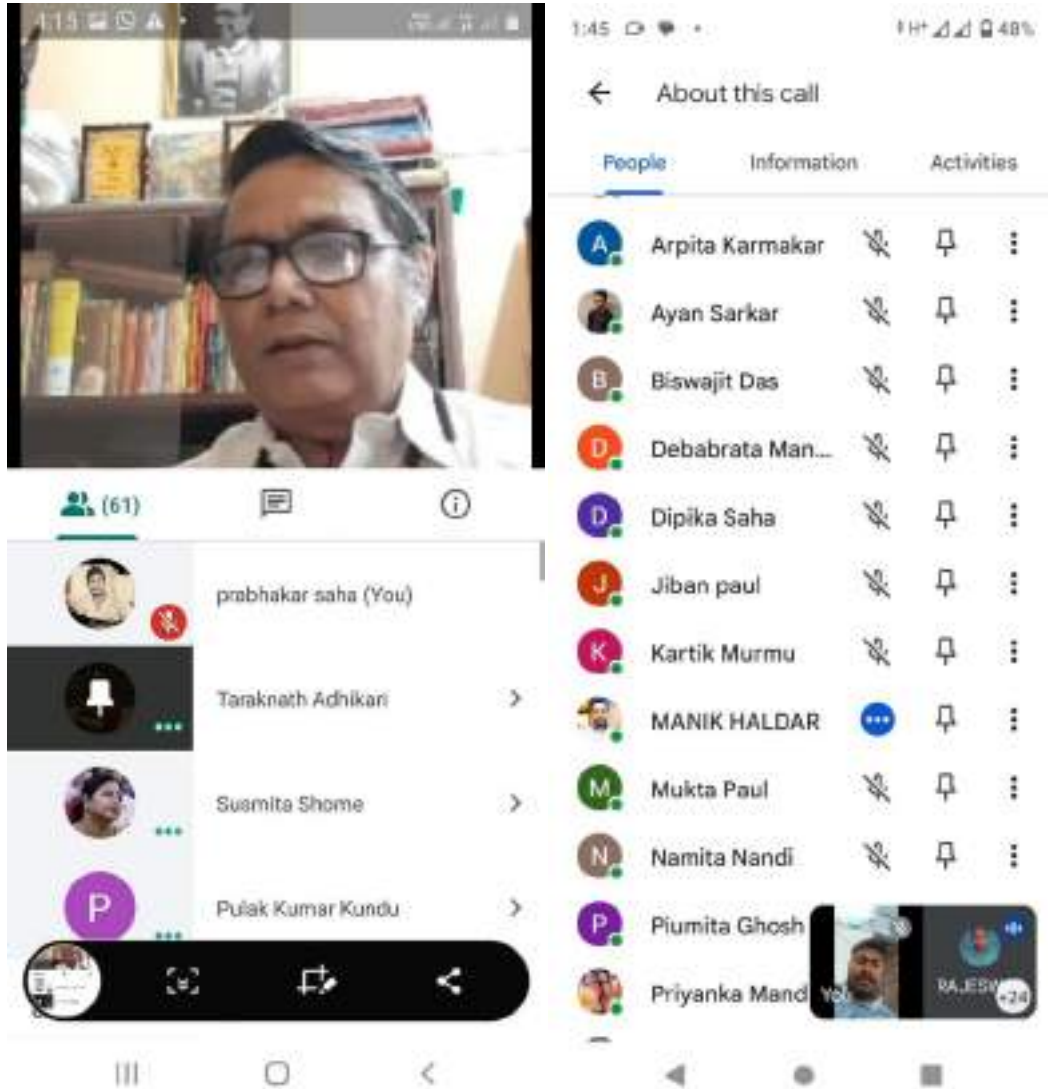 4:15
(61)
prabhakar saha (You)
Taraknath Adhikari
Susmita Shome
P
Pulak Kumar Kundu
1:45
H+
48%
About this call
People
Information
Activities
A
Arpita Karmakar
Ayan Sarkar
B
Biswajit Das
D
Debabrata Man...
D
Dipika Saha
J
Jiban paul
K
Kartik Murmu
MANIK HALDAR
M
Mukta Paul
N
Namita Nandi
P
Piumita Ghosh
Priyanka Mand
RAJESW
+24